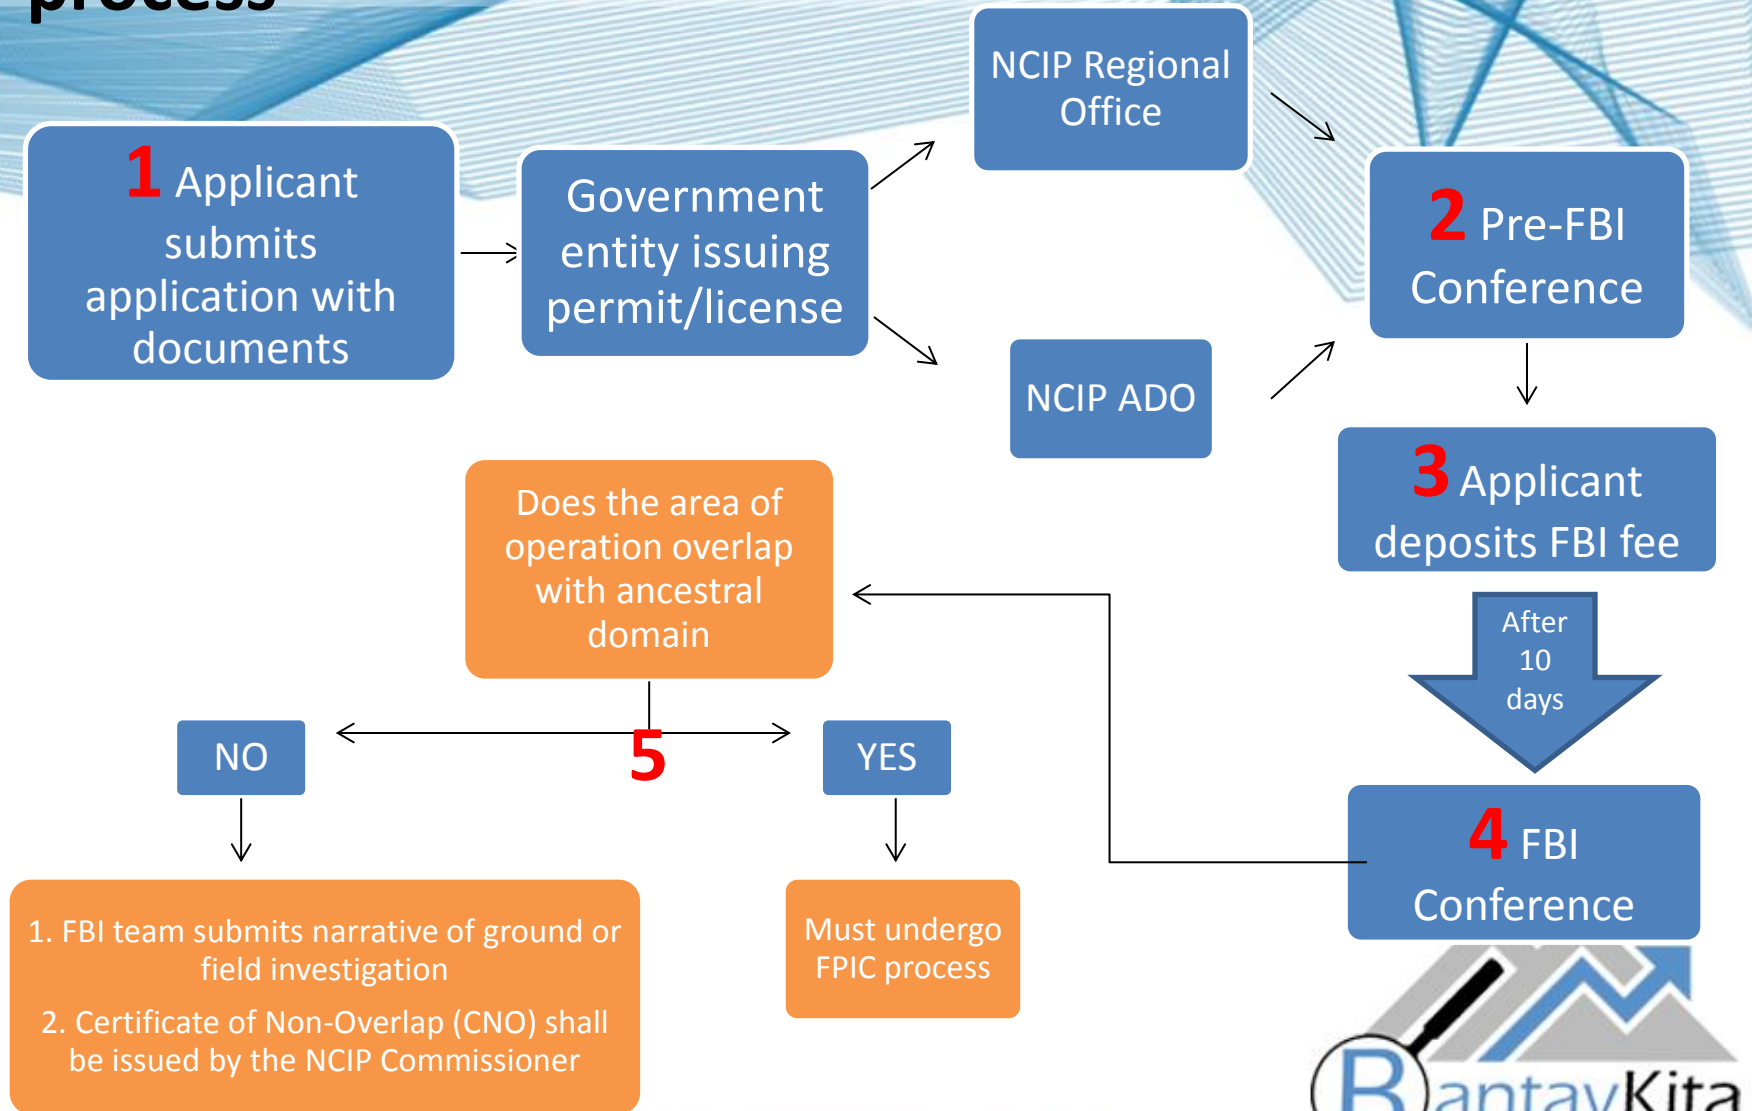 process
NCIP Regional
Office
1 Applicant
submits
application with
documents
Government
entity issuing
permit/license
2 Pre-FBI
Conference
NCIP ADO
3 Applicant
deposits FBI fee
After
10
days
4 FBI
Conference
Does the area of
operation overlap
with ancestral
domain
5
NO
YES
1. FBI team submits narrative of ground or
field investigation
2. Certificate of Non-Overlap (CNO) shall
be issued by the NCIP Commissioner
Must undergo
FPIC process
BantayKita